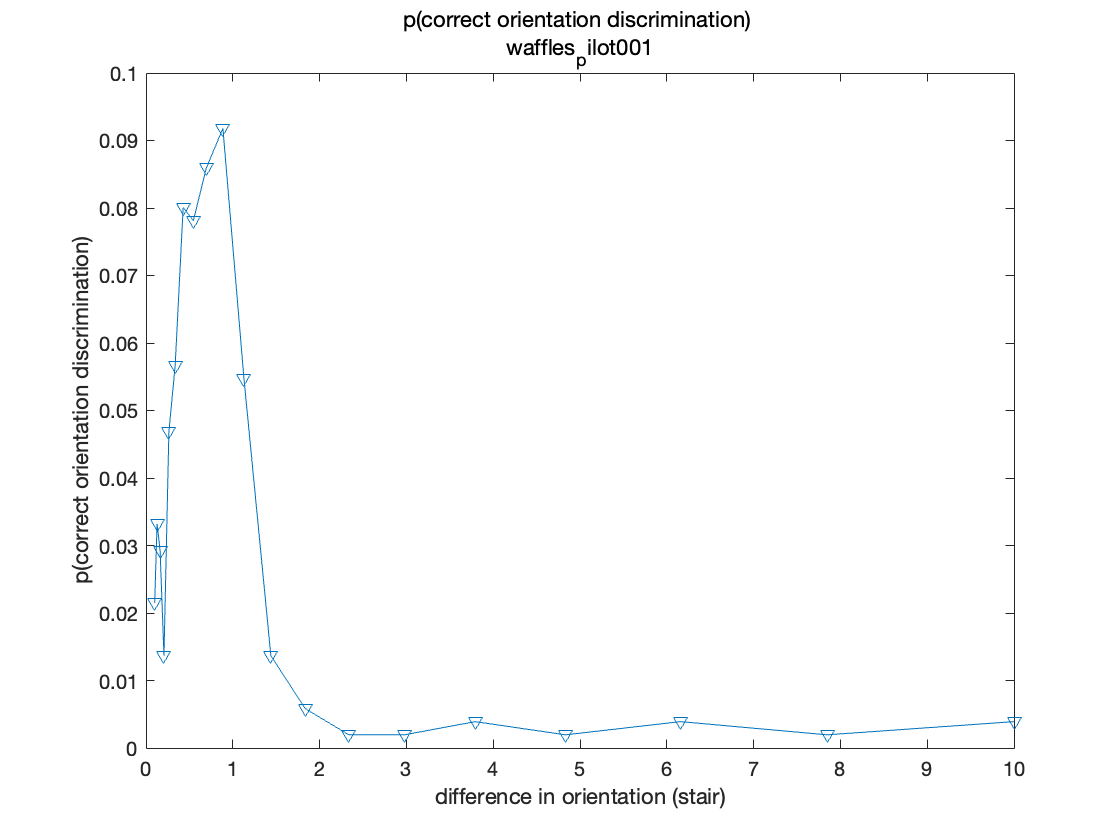 p(correct orientation discrimination)
waffles_pilot001
0.1
0.09
0.08
0.07
0.06
0.05
0.04
0.03
0.02
0.01
0
p(correct orientation discrimination)
0 1 2 3 4 5 6 7 8 9 10
difference in orientation (stair)